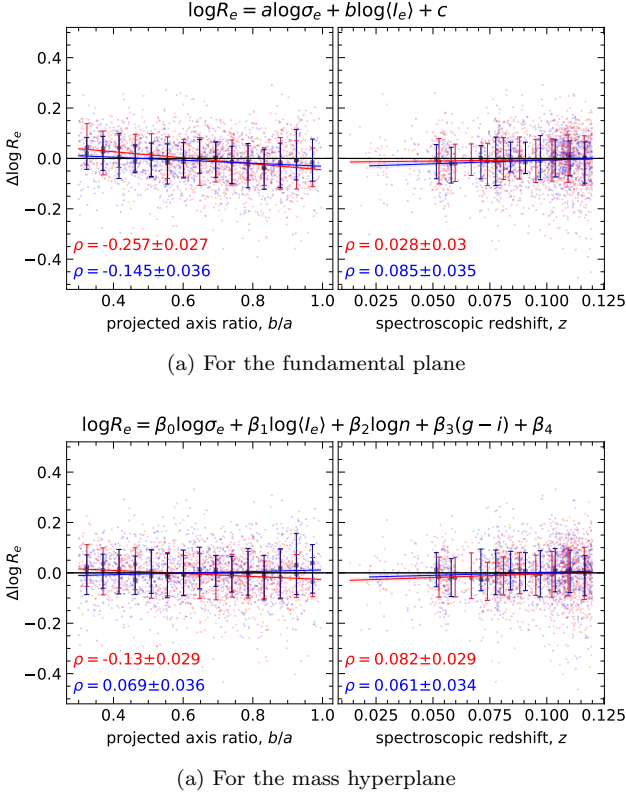 logRₑ = alogσₑ + blog⟨Iₑ⟩ + c
0.4
0.2
0.0
−0.2
−0.4
Δ log Rₑ
ρ = -0.257±0.027
ρ = -0.145±0.036
ρ = 0.028±0.03
ρ = 0.085±0.035
0.4 0.6 0.8 1.0 0.025 0.050 0.075 0.100 0.125
projected axis ratio, b/a spectroscopic redshift, z
(a) For the fundamental plane
logRₑ = β₀logσₑ + β₁log⟨Iₑ⟩ + β₂logn + β₃(g − i) + β₄
0.4
0.2
0.0
−0.2
−0.4
Δ log Rₑ
ρ = -0.13±0.029
ρ = 0.069±0.036
ρ = 0.082±0.029
ρ = 0.061±0.034
0.4 0.6 0.8 1.0 0.025 0.050 0.075 0.100 0.125
projected axis ratio, b/a spectroscopic redshift, z
(a) For the mass hyperplane